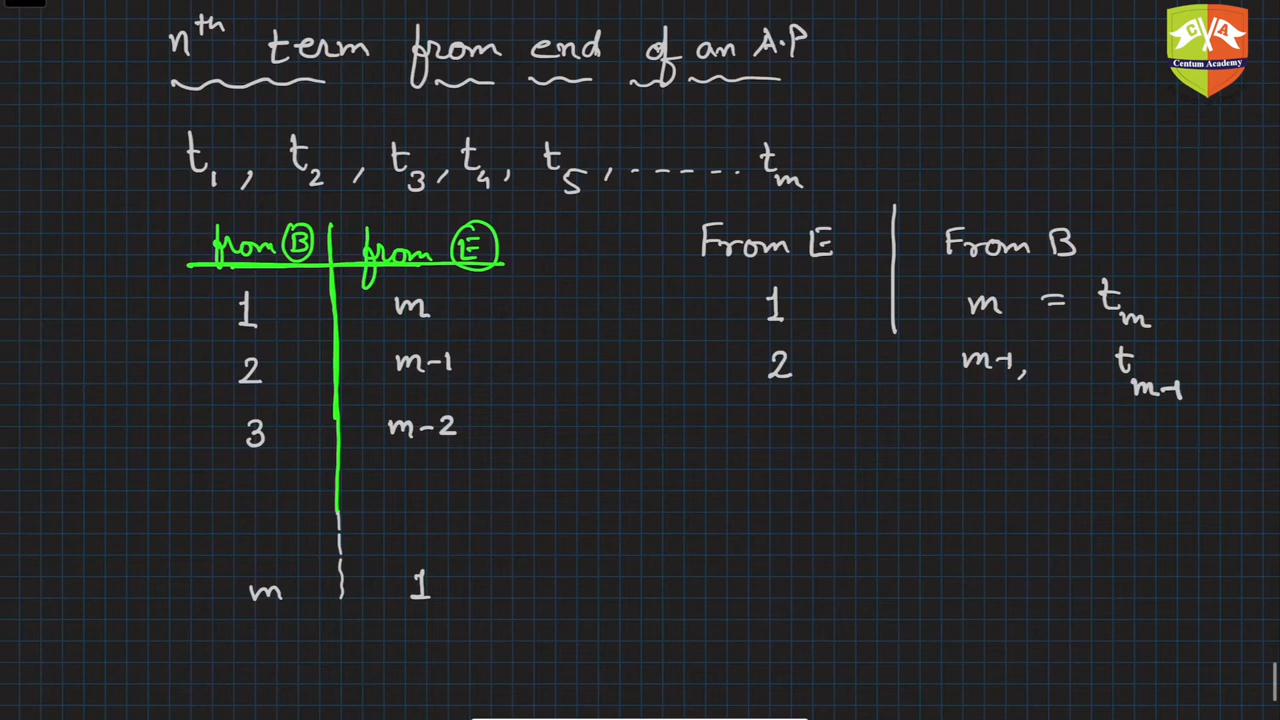 nth term from end of an A.P
C A
Centum Academy
t1, t2, t3, t4, t5, ...... tm
from B | from E
1 | m
2 | m-1
3 | m-2
m | 1
From E | From B
1 | m = tm
2 m-1, tm-1